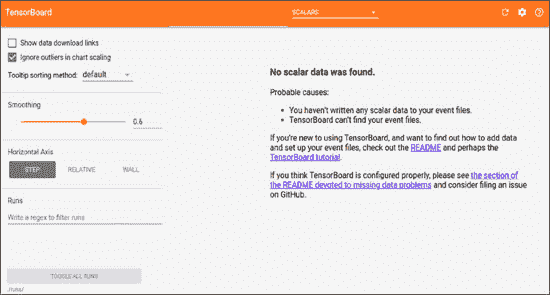 TensorBoard
SCALARS
Show data download links
Ignore outliers in chart scaling
Tooltip sorting method: default
Smoothing
0.6
Horizontal Axis
STEP RELATIVE WALL
Runs
Write a regex to filter runs
TOGGLE ALL RUNS
./runs/
No scalar data was found.
Probable causes:
• You haven't written any scalar data to your event files.
• TensorBoard can't find your event files.
If you're new to using TensorBoard, and want to find out how to add data
and set up your event files, check out the README and perhaps the
TensorBoard tutorial.
If you think TensorBoard is configured properly, please see the section of
the README devoted to missing data problems and consider filing an issue
on GitHub.